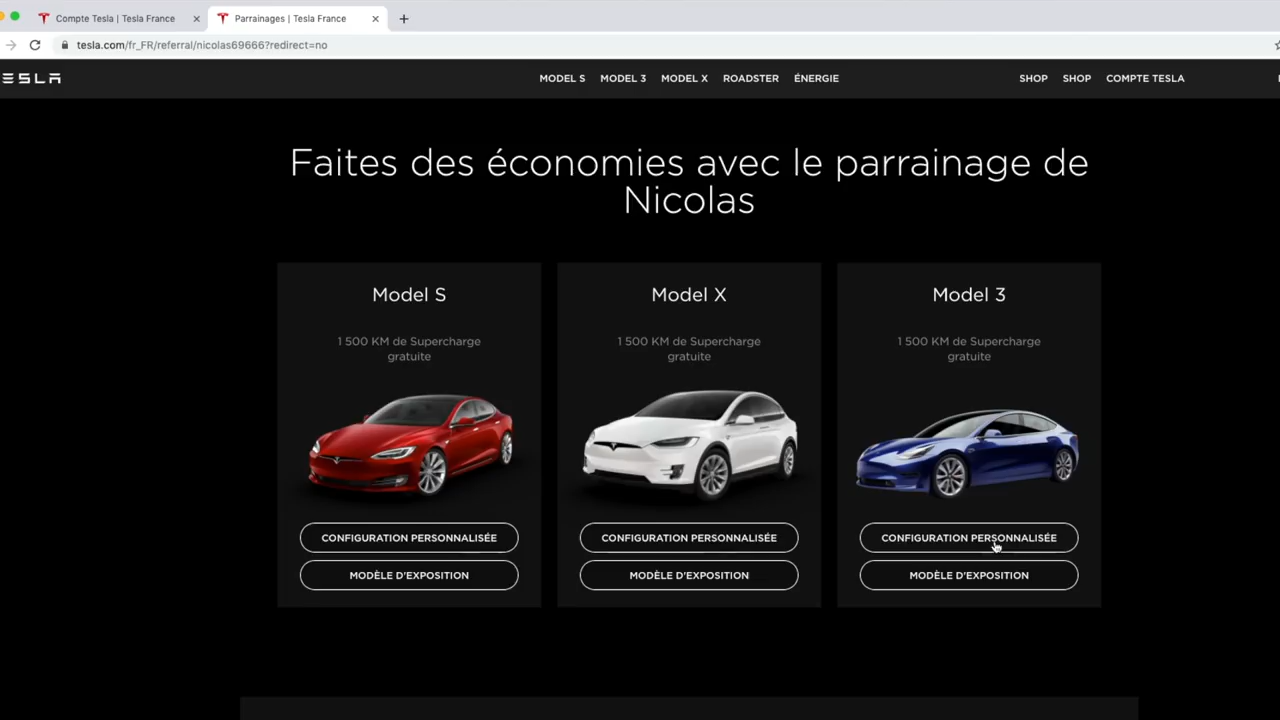 Compte Tesla | Tesla France
Parrainages | Tesla France
tesla.com/fr_FR/referral/nicolas69666?redirect=no
ESLA
MODEL S MODEL 3 MODEL X ROADSTER ÉNERGIE
SHOP SHOP COMPTE TESLA
Faites des économies avec le parrainage de
Nicolas
Model S
1 500 KM de Supercharge
gratuite
CONFIGURATION PERSONNALISÉE
MODÈLE D'EXPOSITION
Model X
1 500 KM de Supercharge
gratuite
CONFIGURATION PERSONNALISÉE
MODÈLE D'EXPOSITION
Model 3
1 500 KM de Supercharge
gratuite
CONFIGURATION PERSONNALISÉE
MODÈLE D'EXPOSITION